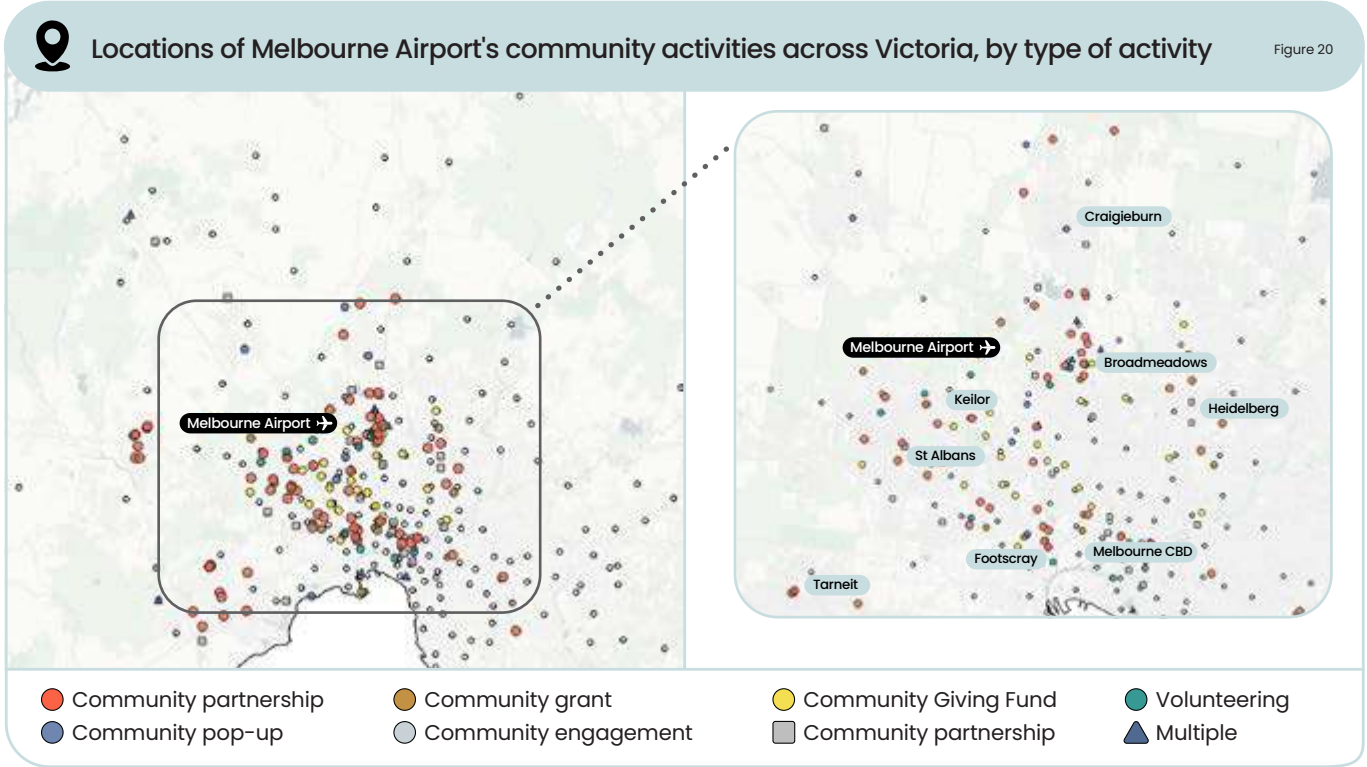 Locations of Melbourne Airport's community activities across Victoria, by type of activity
Figure 20
Melbourne Airport
Craigieburn
Melbourne Airport
Broadmeadows
Keilor
Heidelberg
St Albans
Footscray
Melbourne CBD
Tarneit
Community partnership
Community grant
Community Giving Fund
Volunteering
Community pop-up
Community engagement
Community partnership
Multiple